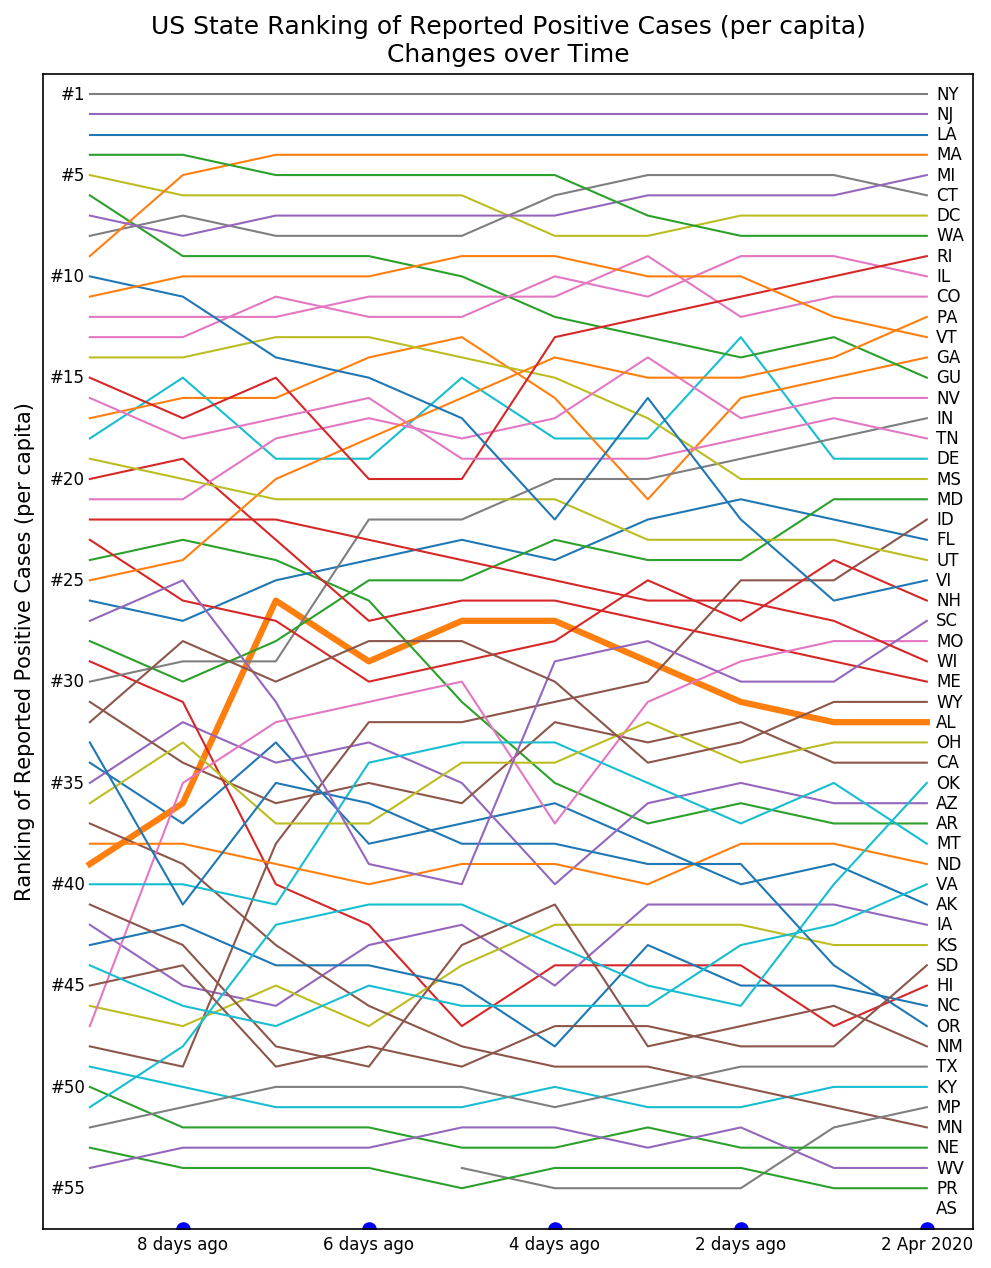 US State Ranking of Reported Positive Cases (per capita)
Changes over Time
Ranking of Reported Positive Cases (per capita)
#1
#5
#10
#15
#20
#25
#30
#35
#40
#45
#50
#55
NY
NJ
LA
MA
MI
CT
DC
WA
RI
IL
CO
PA
VT
GA
GU
NV
IN
TN
DE
MS
MD
ID
FL
UT
VI
NH
SC
MO
WI
ME
WY
AL
OH
CA
OK
AZ
AR
MT
ND
VA
AK
IA
KS
SD
HI
NC
OR
NM
TX
KY
MP
MN
NE
WV
PR
AS
8 days ago
6 days ago
4 days ago
2 days ago
2 Apr 2020